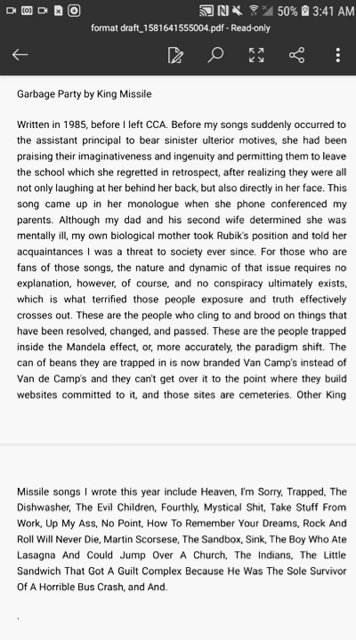 50% 3:41 AM
format draft_1581641555004.pdf - Read-only
Garbage Party by King Missile
Written in 1985, before I left CCA. Before my songs suddenly occurred to
the assistant principal to bear sinister ulterior motives, she had been
praising their imaginativeness and ingenuity and permitting them to leave
the school which she regretted in retrospect, after realizing they were all
not only laughing at her behind her back, but also directly in her face. This
song came up in her monologue when she phone conferenced my
parents. Although my dad and his second wife determined she was
mentally ill, my own biological mother took Rubik's position and told her
acquaintances I was a threat to society ever since. For those who are
fans of those songs, the nature and dynamic of that issue requires no
explanation, however, of course, and no conspiracy ultimately exists,
which is what terrified those people exposure and truth effectively
crosses out. These are the people who cling to and brood on things that
have been resolved, changed, and passed. These are the people trapped
inside the Mandela effect, or, more accurately, the paradigm shift. The
can of beans they are trapped in is now branded Van Camp's instead of
Van de Camp's and they can't get over it to the point where they build
websites committed to it, and those sites are cemeteries. Other King
Missile songs I wrote this year include Heaven, I'm Sorry, Trapped, The
Dishwasher, The Evil Children, Fourthly, Mystical Shit, Take Stuff From
Work, Up My Ass, No Point, How To Remember Your Dreams, Rock And
Roll Will Never Die, Martin Scorsese, The Sandbox, Sink, The Boy Who Ate
Lasagna And Could Jump Over A Church, The Indians, The Little
Sandwich That Got A Guilt Complex Because He Was The Sole Survivor
Of A Horrible Bus Crash, and And.
.